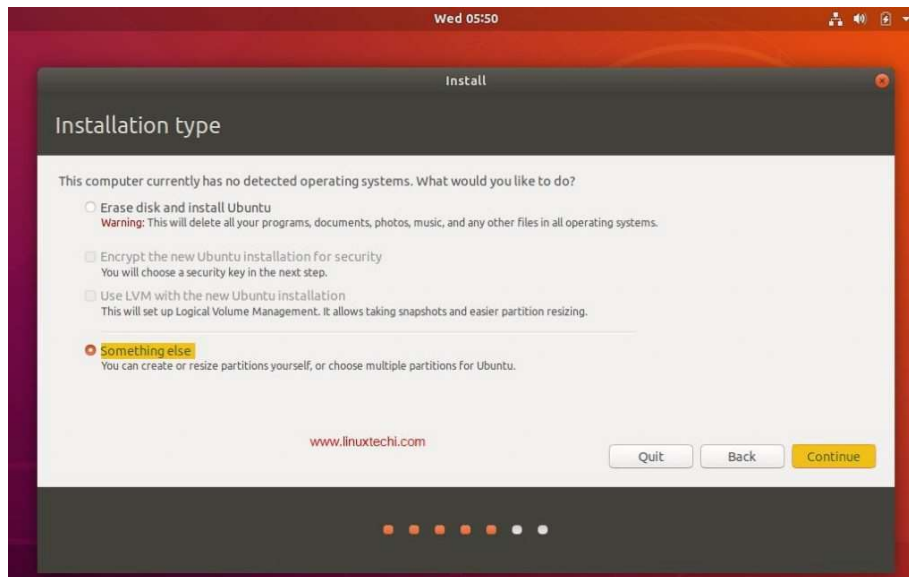 Wed 05:50
Install
Installation type
This computer currently has no detected operating systems. What would you like to do?
Erase disk and install Ubuntu
Warning: This will delete all your programs, documents, photos, music, and any other files in all operating systems.
Encrypt the new Ubuntu installation for security
You will choose a security key in the next step.
Use LVM with the new Ubuntu installation
This will set up Logical Volume Management. It allows taking snapshots and easier partition resizing.
Something else
You can create or resize partitions yourself, or choose multiple partitions for Ubuntu.
www.linuxtechi.com
Quit Back Continue